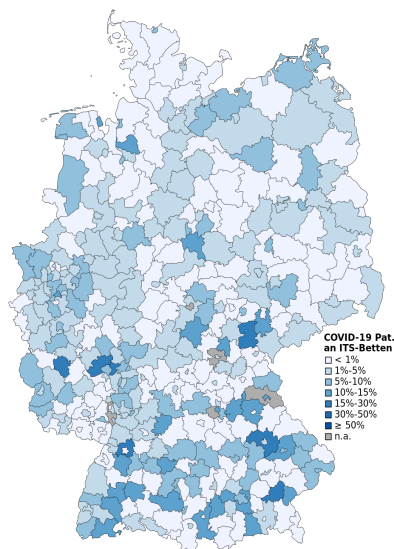 COVID-19 Pat.
an ITS-Betten
< 1%
1%-5%
5%-10%
10%-15%
15%-30%
30%-50%
≥ 50%
n.a.